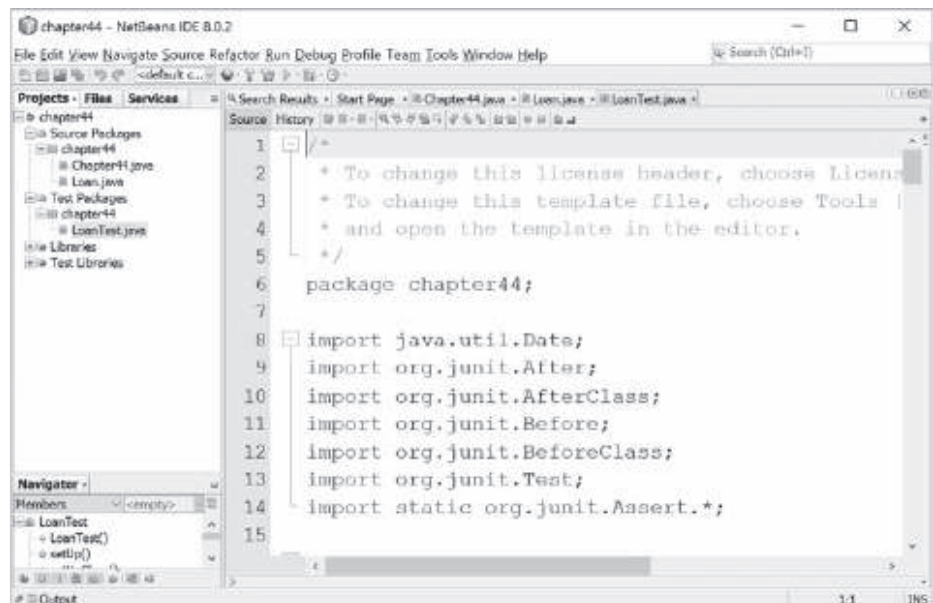 chapter44 - NetBeans IDE 8.0.2
File Edit View Navigate Source Refactor Run Debug Profile Team Tools Window Help
Search (Ctrl+I)
<default c...
Projects Files Services
Search Results Start Page Chapter44.java Loan.java LoanTest.java
chapter44
Source Packages
chapter44
Chapter44.java
Loan.java
Test Packages
chapter44
LoanTest.java
Libraries
Test Libraries
Source History
1 /*
2 * To change this license header, choose Licens
3 * To change this template file, choose Tools |
4 * and open the template in the editor.
5 */
6 package chapter44;
7
8 import java.util.Date;
9 import org.junit.After;
10 import org.junit.AfterClass;
11 import org.junit.Before;
12 import org.junit.BeforeClass;
13 import org.junit.Test;
14 import static org.junit.Assert.*;
15
Navigator
Members <empty>
LoanTest
LoanTest()
setUp()
Output
1:1 INS